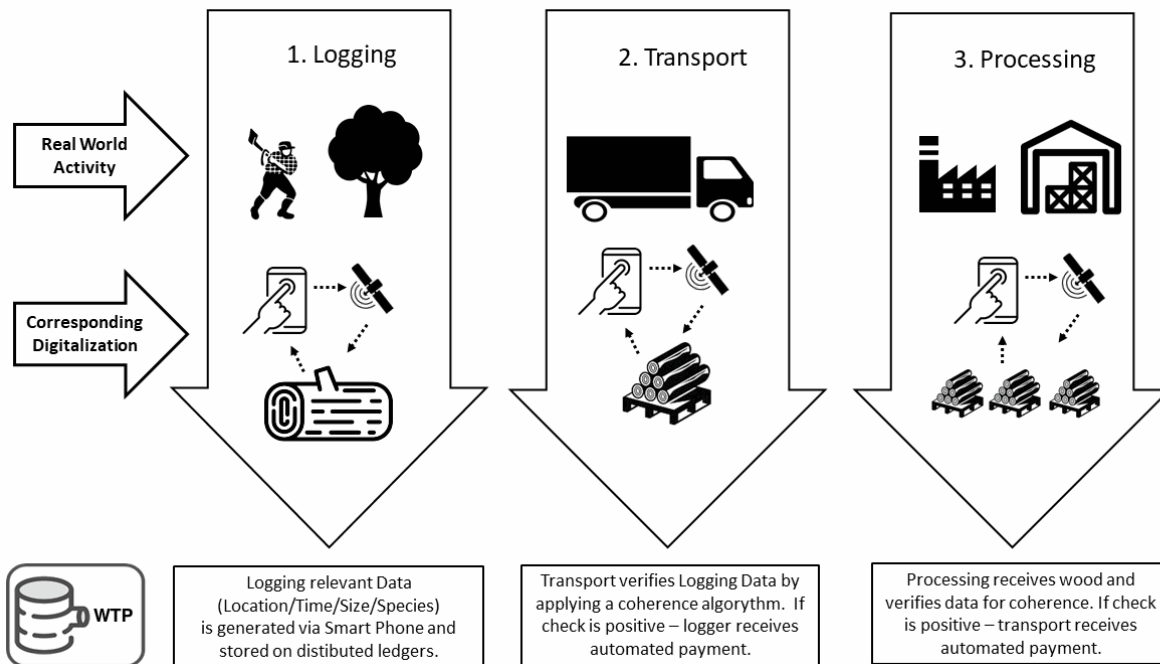 1. Logging
2. Transport
3. Processing
Real World
Activity
Corresponding
Digitalization
WTP
Logging relevant Data
(Location/Time/Size/Species)
is generated via Smart Phone and
stored on distibuted ledgers.
Transport verifies Logging Data by
applying a coherence algorythm. If
check is positive – logger receives
automated payment.
Processing receives wood and
verifies data for coherence. If check
is positive – transport receives
automated payment.